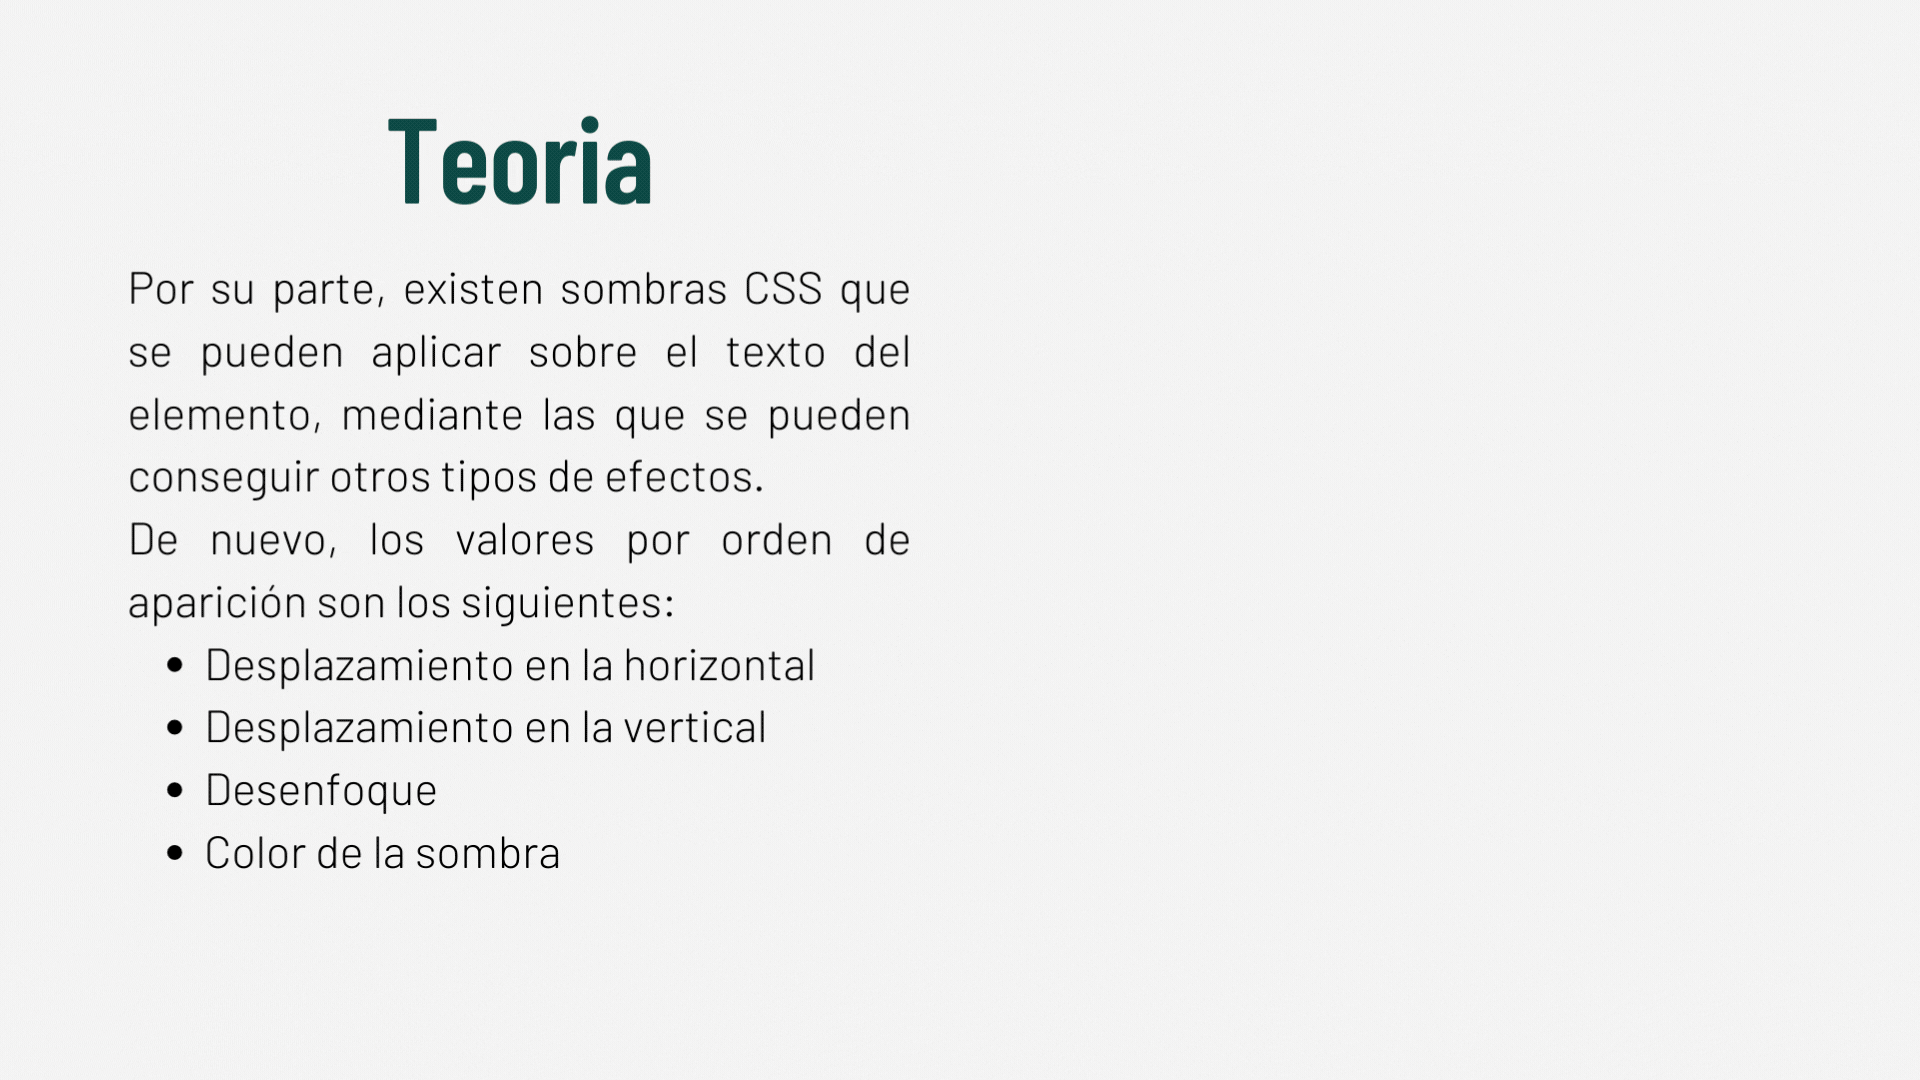 Teoria
Por su parte, existen sombras CSS que
se pueden aplicar sobre el texto del
elemento, mediante las que se pueden
conseguir otros tipos de efectos.
De nuevo, los valores por orden de
aparición son los siguientes:
• Desplazamiento en la horizontal
• Desplazamiento en la vertical
• Desenfoque
• Color de la sombra